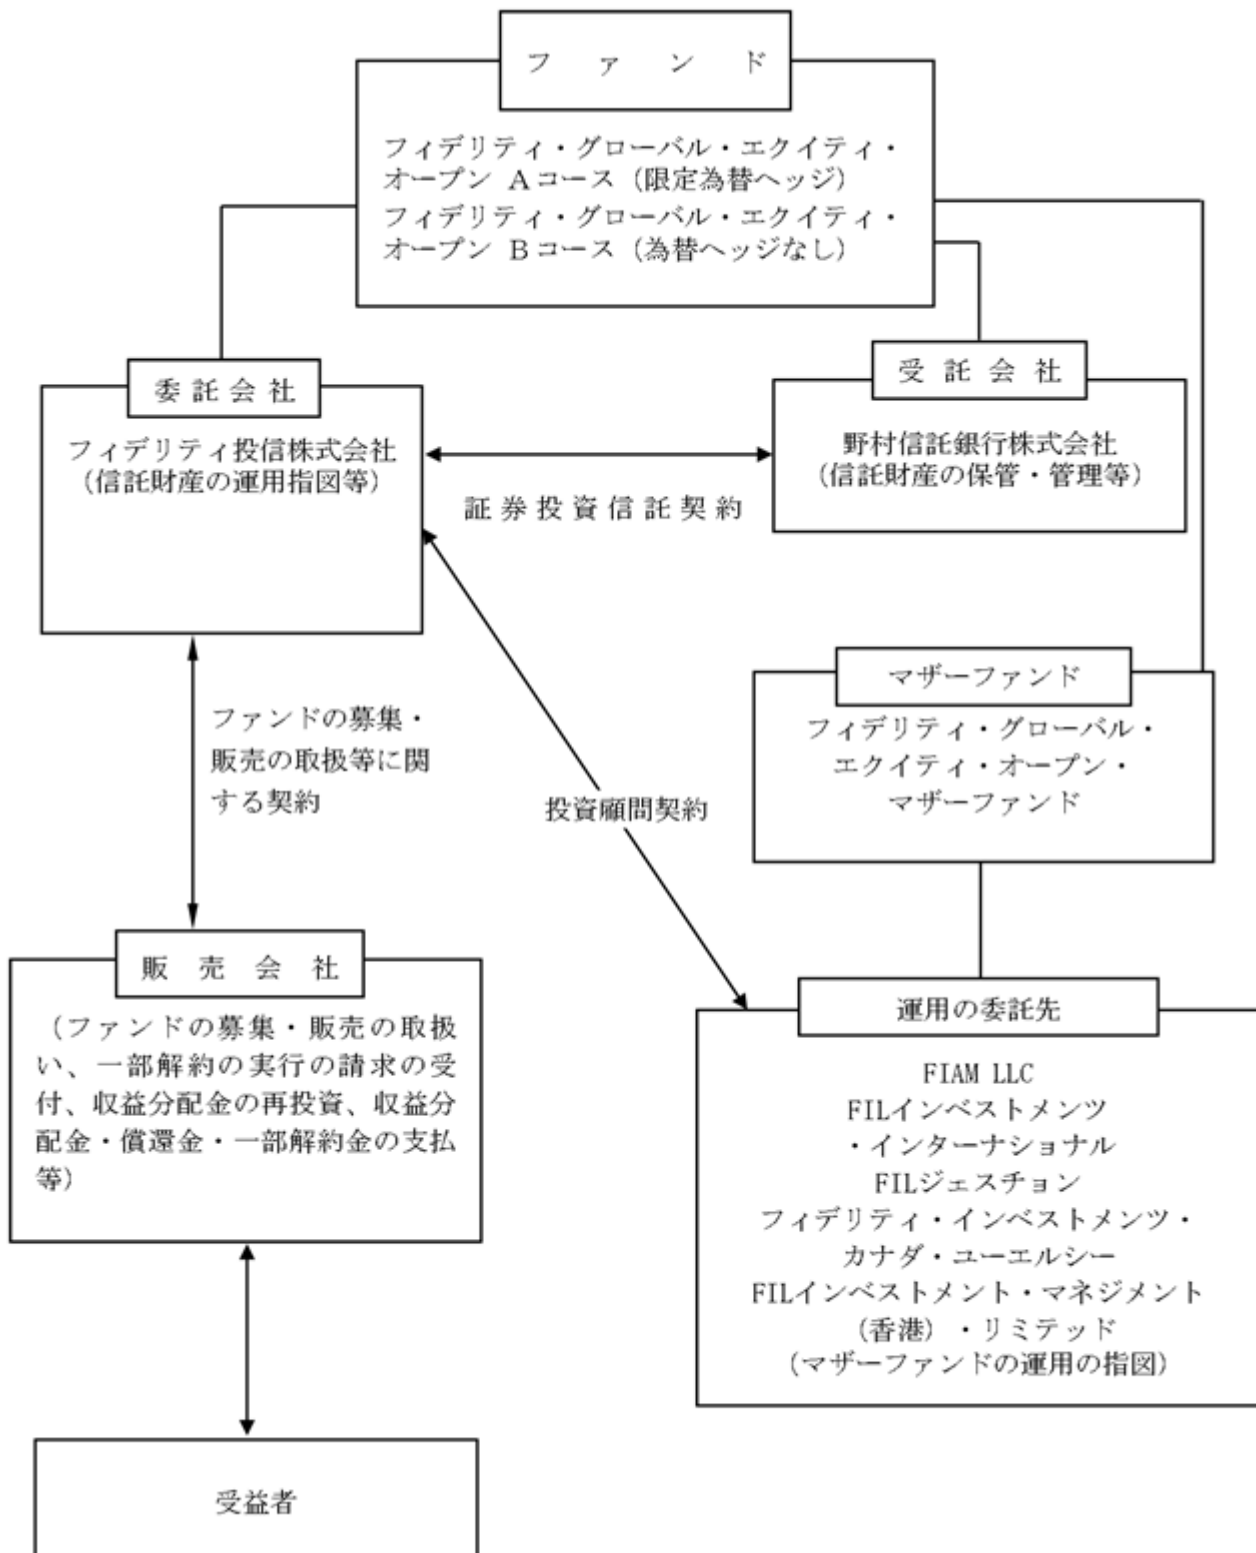 ファンド
フィデリティ・グローバル・エクイティ・
オープン Aコース（限定為替ヘッジ）
フィデリティ・グローバル・エクイティ・
オープン Bコース（為替ヘッジなし）
委託会社
フィデリティ投信株式会社
（信託財産の運用指図等）
受託会社
野村信託銀行株式会社
（信託財産の保管・管理等）
証券投資信託契約
マザーファンド
フィデリティ・グローバル・
エクイティ・オープン・
マザーファンド
ファンドの募集・
販売の取扱等に関
する契約
投資顧問契約
販売会社
（ファンドの募集・販売の取扱
い、一部解約の実行の請求の受
付、収益分配金の再投資、収益分
配金・償還金・一部解約金の支払
等）
運用の委託先
FIAM LLC
FILインベストメンツ
・インターナショナル
FILジェスチョン
フィデリティ・インベストメンツ・
カナダ・ユーエルシー
FILインベストメント・マネジメント
（香港）・リミテッド
（マザーファンドの運用の指図）
受益者